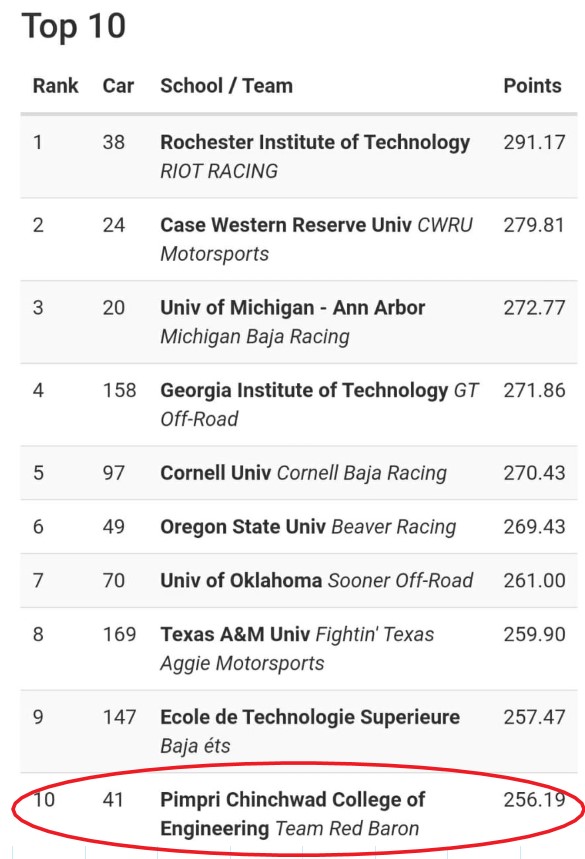 Top 10
Rank Car School / Team Points
1 38 Rochester Institute of Technology 291.17
RIOT RACING
2 24 Case Western Reserve Univ CWRU 279.81
Motorsports
3 20 Univ of Michigan - Ann Arbor 272.77
Michigan Baja Racing
4 158 Georgia Institute of Technology GT 271.86
Off-Road
5 97 Cornell Univ Cornell Baja Racing 270.43
6 49 Oregon State Univ Beaver Racing 269.43
7 70 Univ of Oklahoma Sooner Off-Road 261.00
8 169 Texas A&M Univ Fightin' Texas 259.90
Aggie Motorsports
9 147 Ecole de Technologie Superieure 257.47
Baja éts
10 41 Pimpri Chinchwad College of 256.19
Engineering Team Red Baron